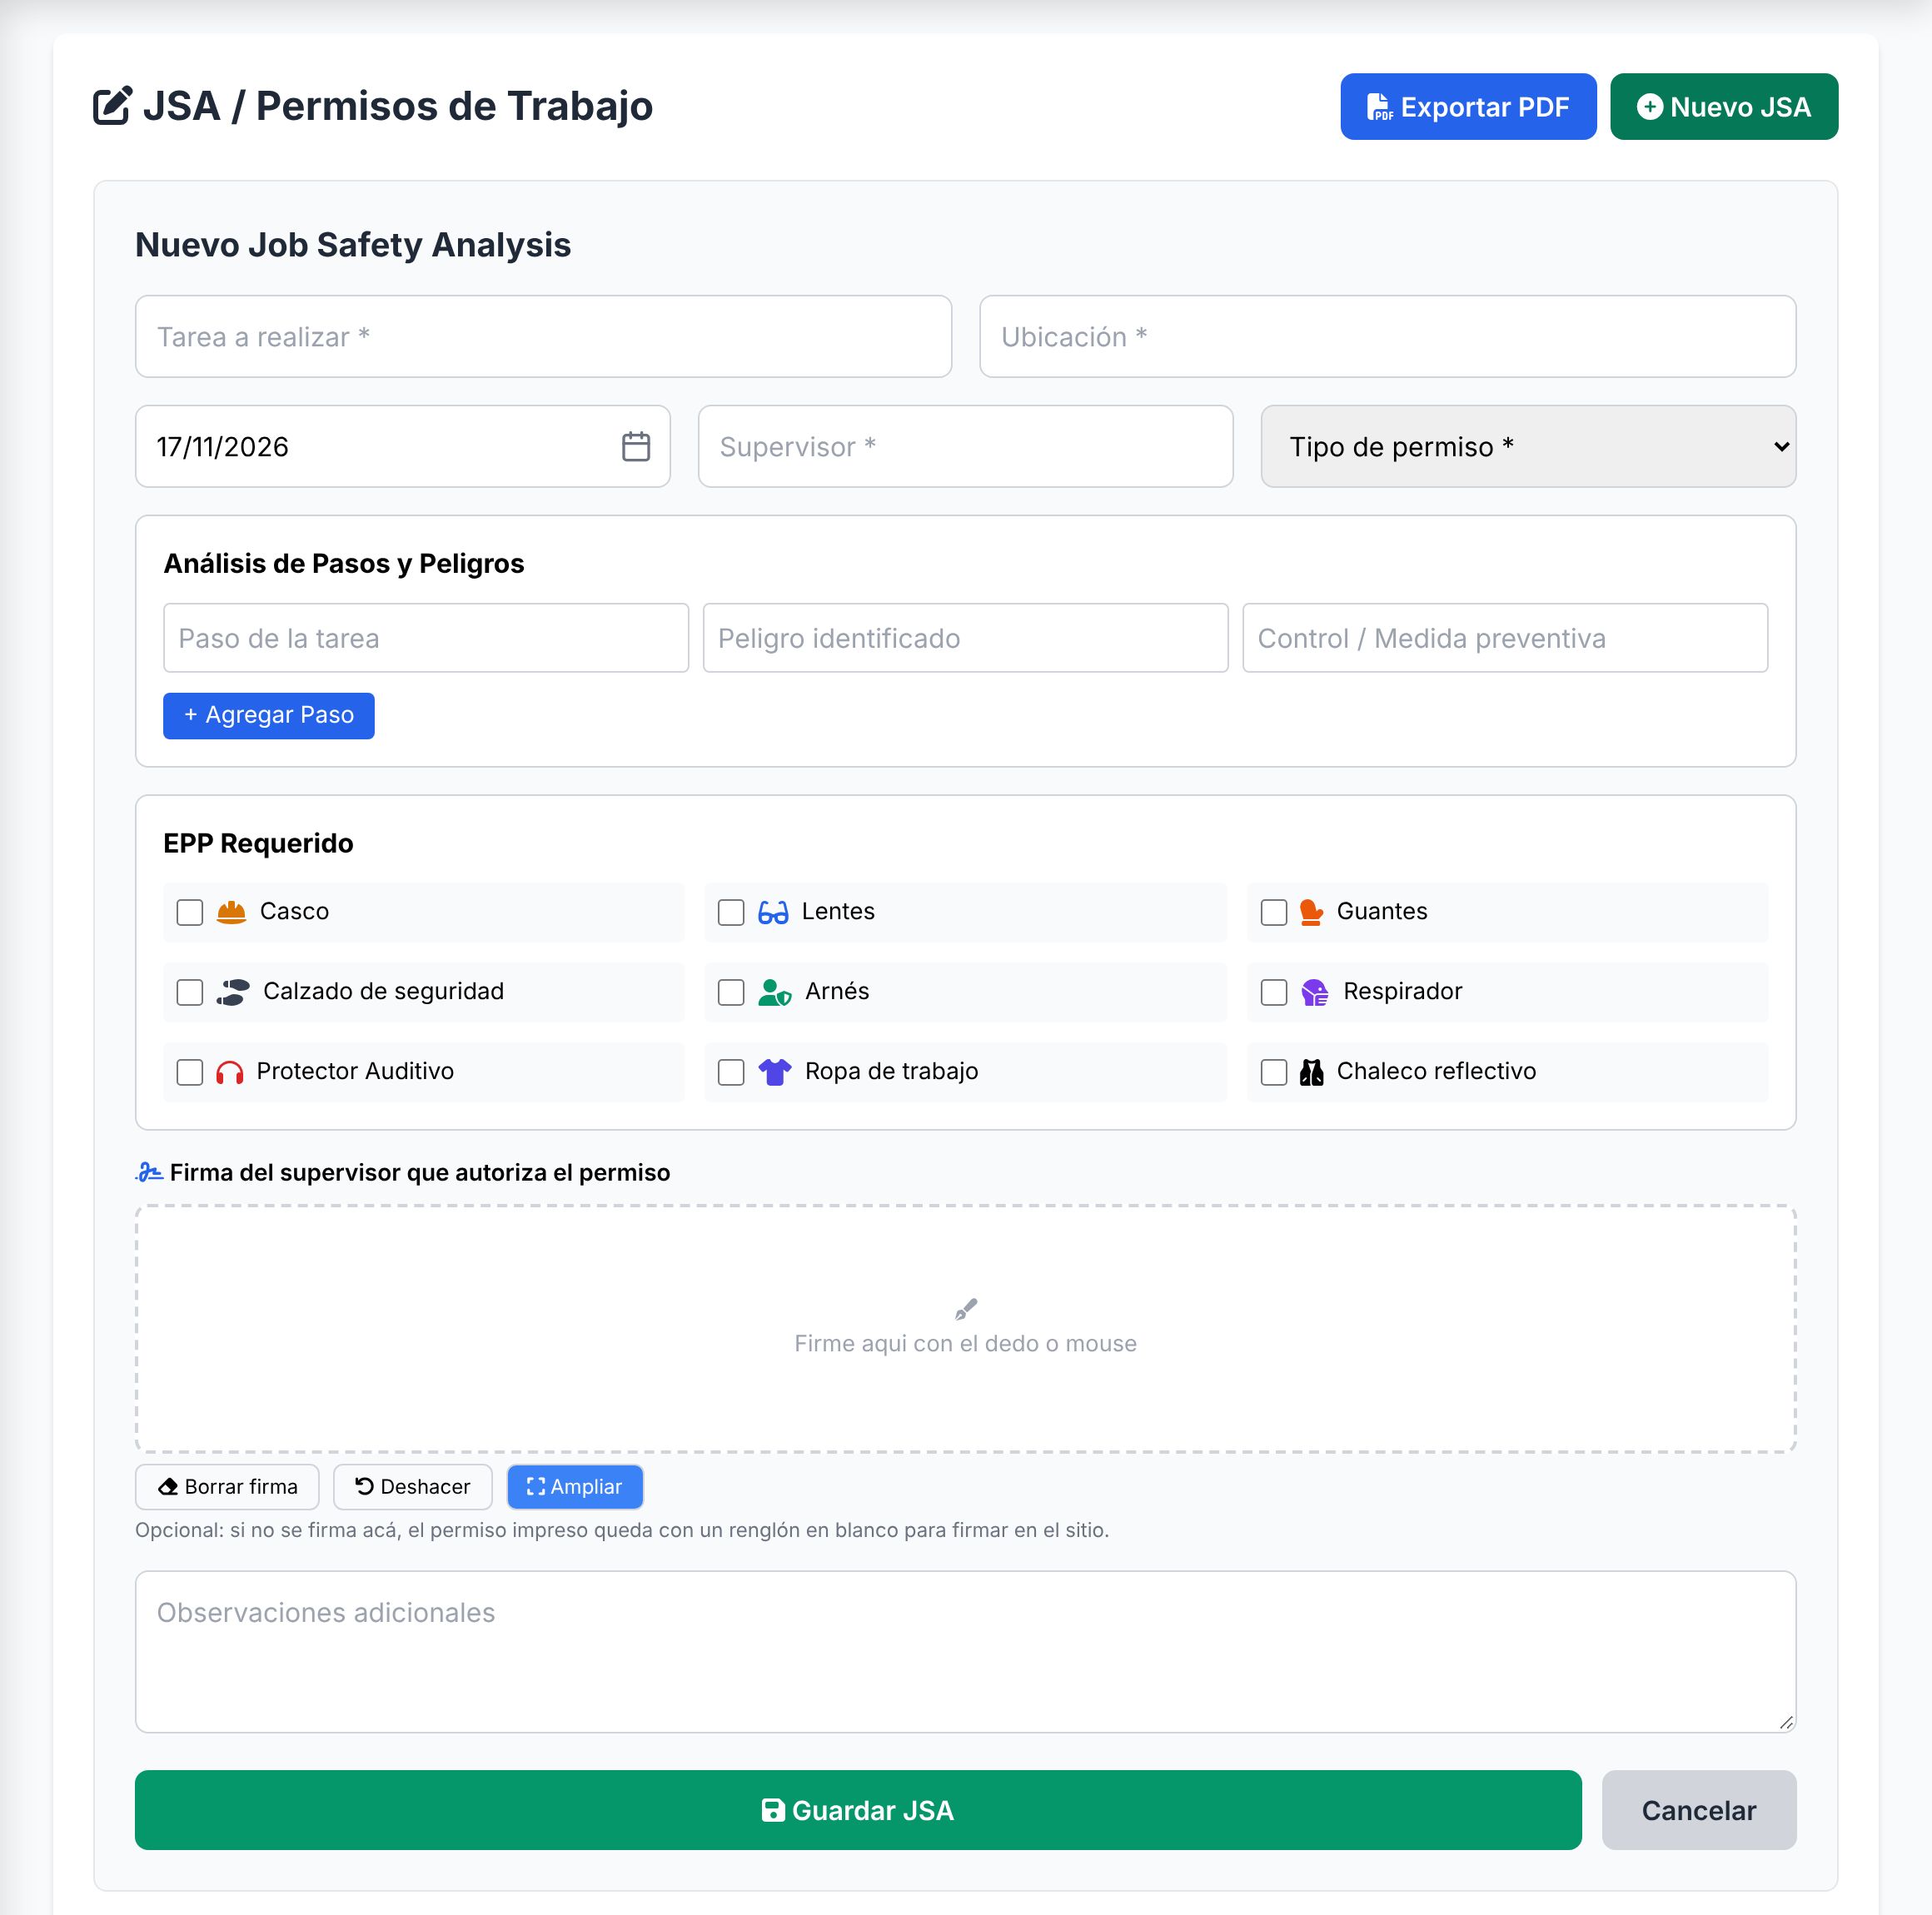 JSA / Permisos de Trabajo
PDF Exportar PDF
Nuevo JSA
Nuevo Job Safety Analysis
Tarea a realizar *
Ubicación *
17/11/2026
Supervisor *
Tipo de permiso *
Análisis de Pasos y Peligros
Paso de la tarea
Peligro identificado
Control / Medida preventiva
+ Agregar Paso
EPP Requerido
Casco
Lentes
Guantes
Calzado de seguridad
Arnés
Respirador
Protector Auditivo
Ropa de trabajo
Chaleco reflectivo
Firma del supervisor que autoriza el permiso
Firme aqui con el dedo o mouse
Borrar firma
Deshacer
Ampliar
Opcional: si no se firma acá, el permiso impreso queda con un renglón en blanco para firmar en el sitio.
Observaciones adicionales
Guardar JSA
Cancelar